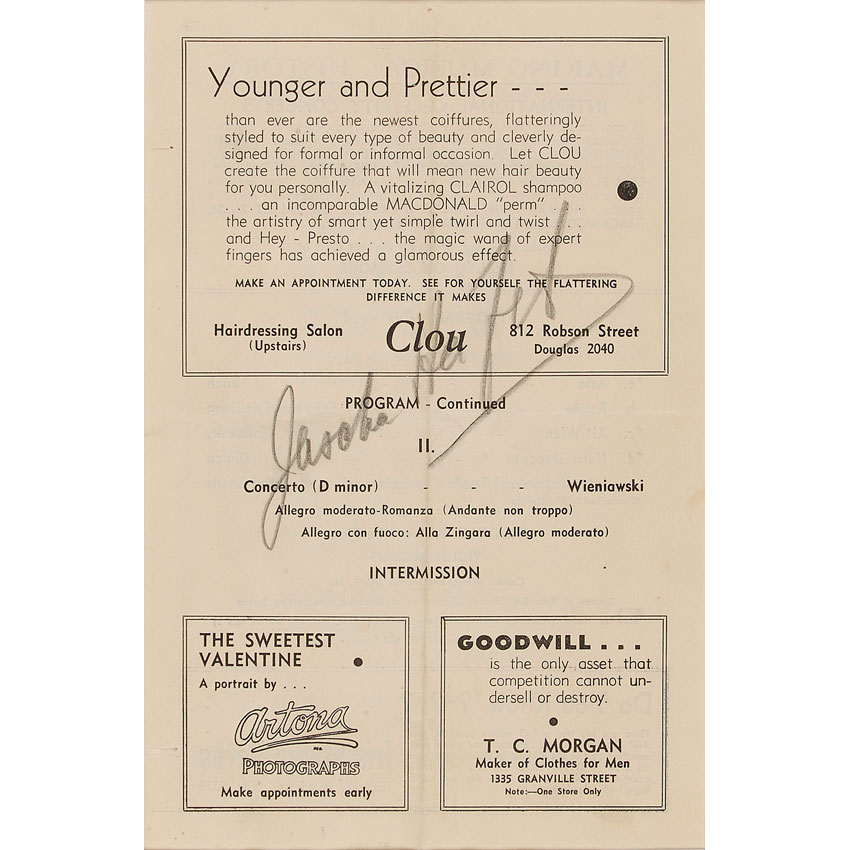 Younger and Prettier - - -
than ever are the newest coiffures, flatteringly
styled to suit every type of beauty and cleverly de-
signed for formal or informal occasion. Let CLOU
create the coiffure that will mean new hair beauty
for you personally. A vitalizing CLAIROL shampoo
. . . an incomparable MACDONALD "perm" . . .
the artistry of smart yet simple twirl and twist . . .
and Hey - Presto . . . the magic wand of expert
fingers has achieved a glamorous effect.
MAKE AN APPOINTMENT TODAY. SEE FOR YOURSELF THE FLATTERING
DIFFERENCE IT MAKES
Hairdressing Salon
(Upstairs)
Clou
812 Robson Street
Douglas 2040
Jascha Heifetz
PROGRAM - Continued
II.
Concerto (D minor) - - - Wieniawski
Allegro moderato-Romanza (Andante non troppo)
Allegro con fuoco: Alla Zingara (Allegro moderato)
INTERMISSION
THE SWEETEST
VALENTINE
A portrait by . . .
Artona
PHOTOGRAPHS
Make appointments early
GOODWILL . . .
is the only asset that
competition cannot un-
dersell or destroy.
T. C. MORGAN
Maker of Clothes for Men
1335 GRANVILLE STREET
Note:—One Store Only